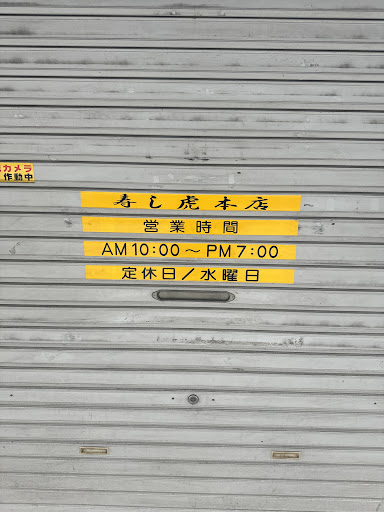 カメラ
作動中
寿し虎本店
営業時間
AM10:00～PM7:00
定休日／水曜日